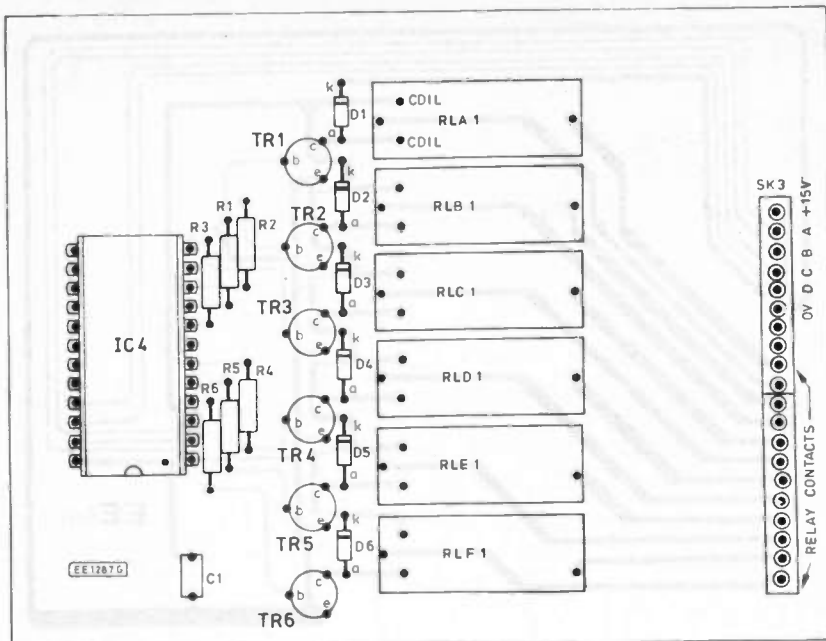 k
D1
a
CDIL
RLA 1
CDIL
TR1
c
b
e
k
D2
a
RLB 1
SK3
0V D C B A +15V
R3
R1
R2
TR2
c
b
e
k
D3
a
RLC 1
IC4
TR3
c
b
e
k
D4
a
RLD 1
R6
R5
R4
TR4
c
b
e
k
D5
a
RLE 1
RELAY CONTACTS
TR5
c
b
e
k
D6
a
RLF 1
EE1287G
C1
TR6
c
b
e